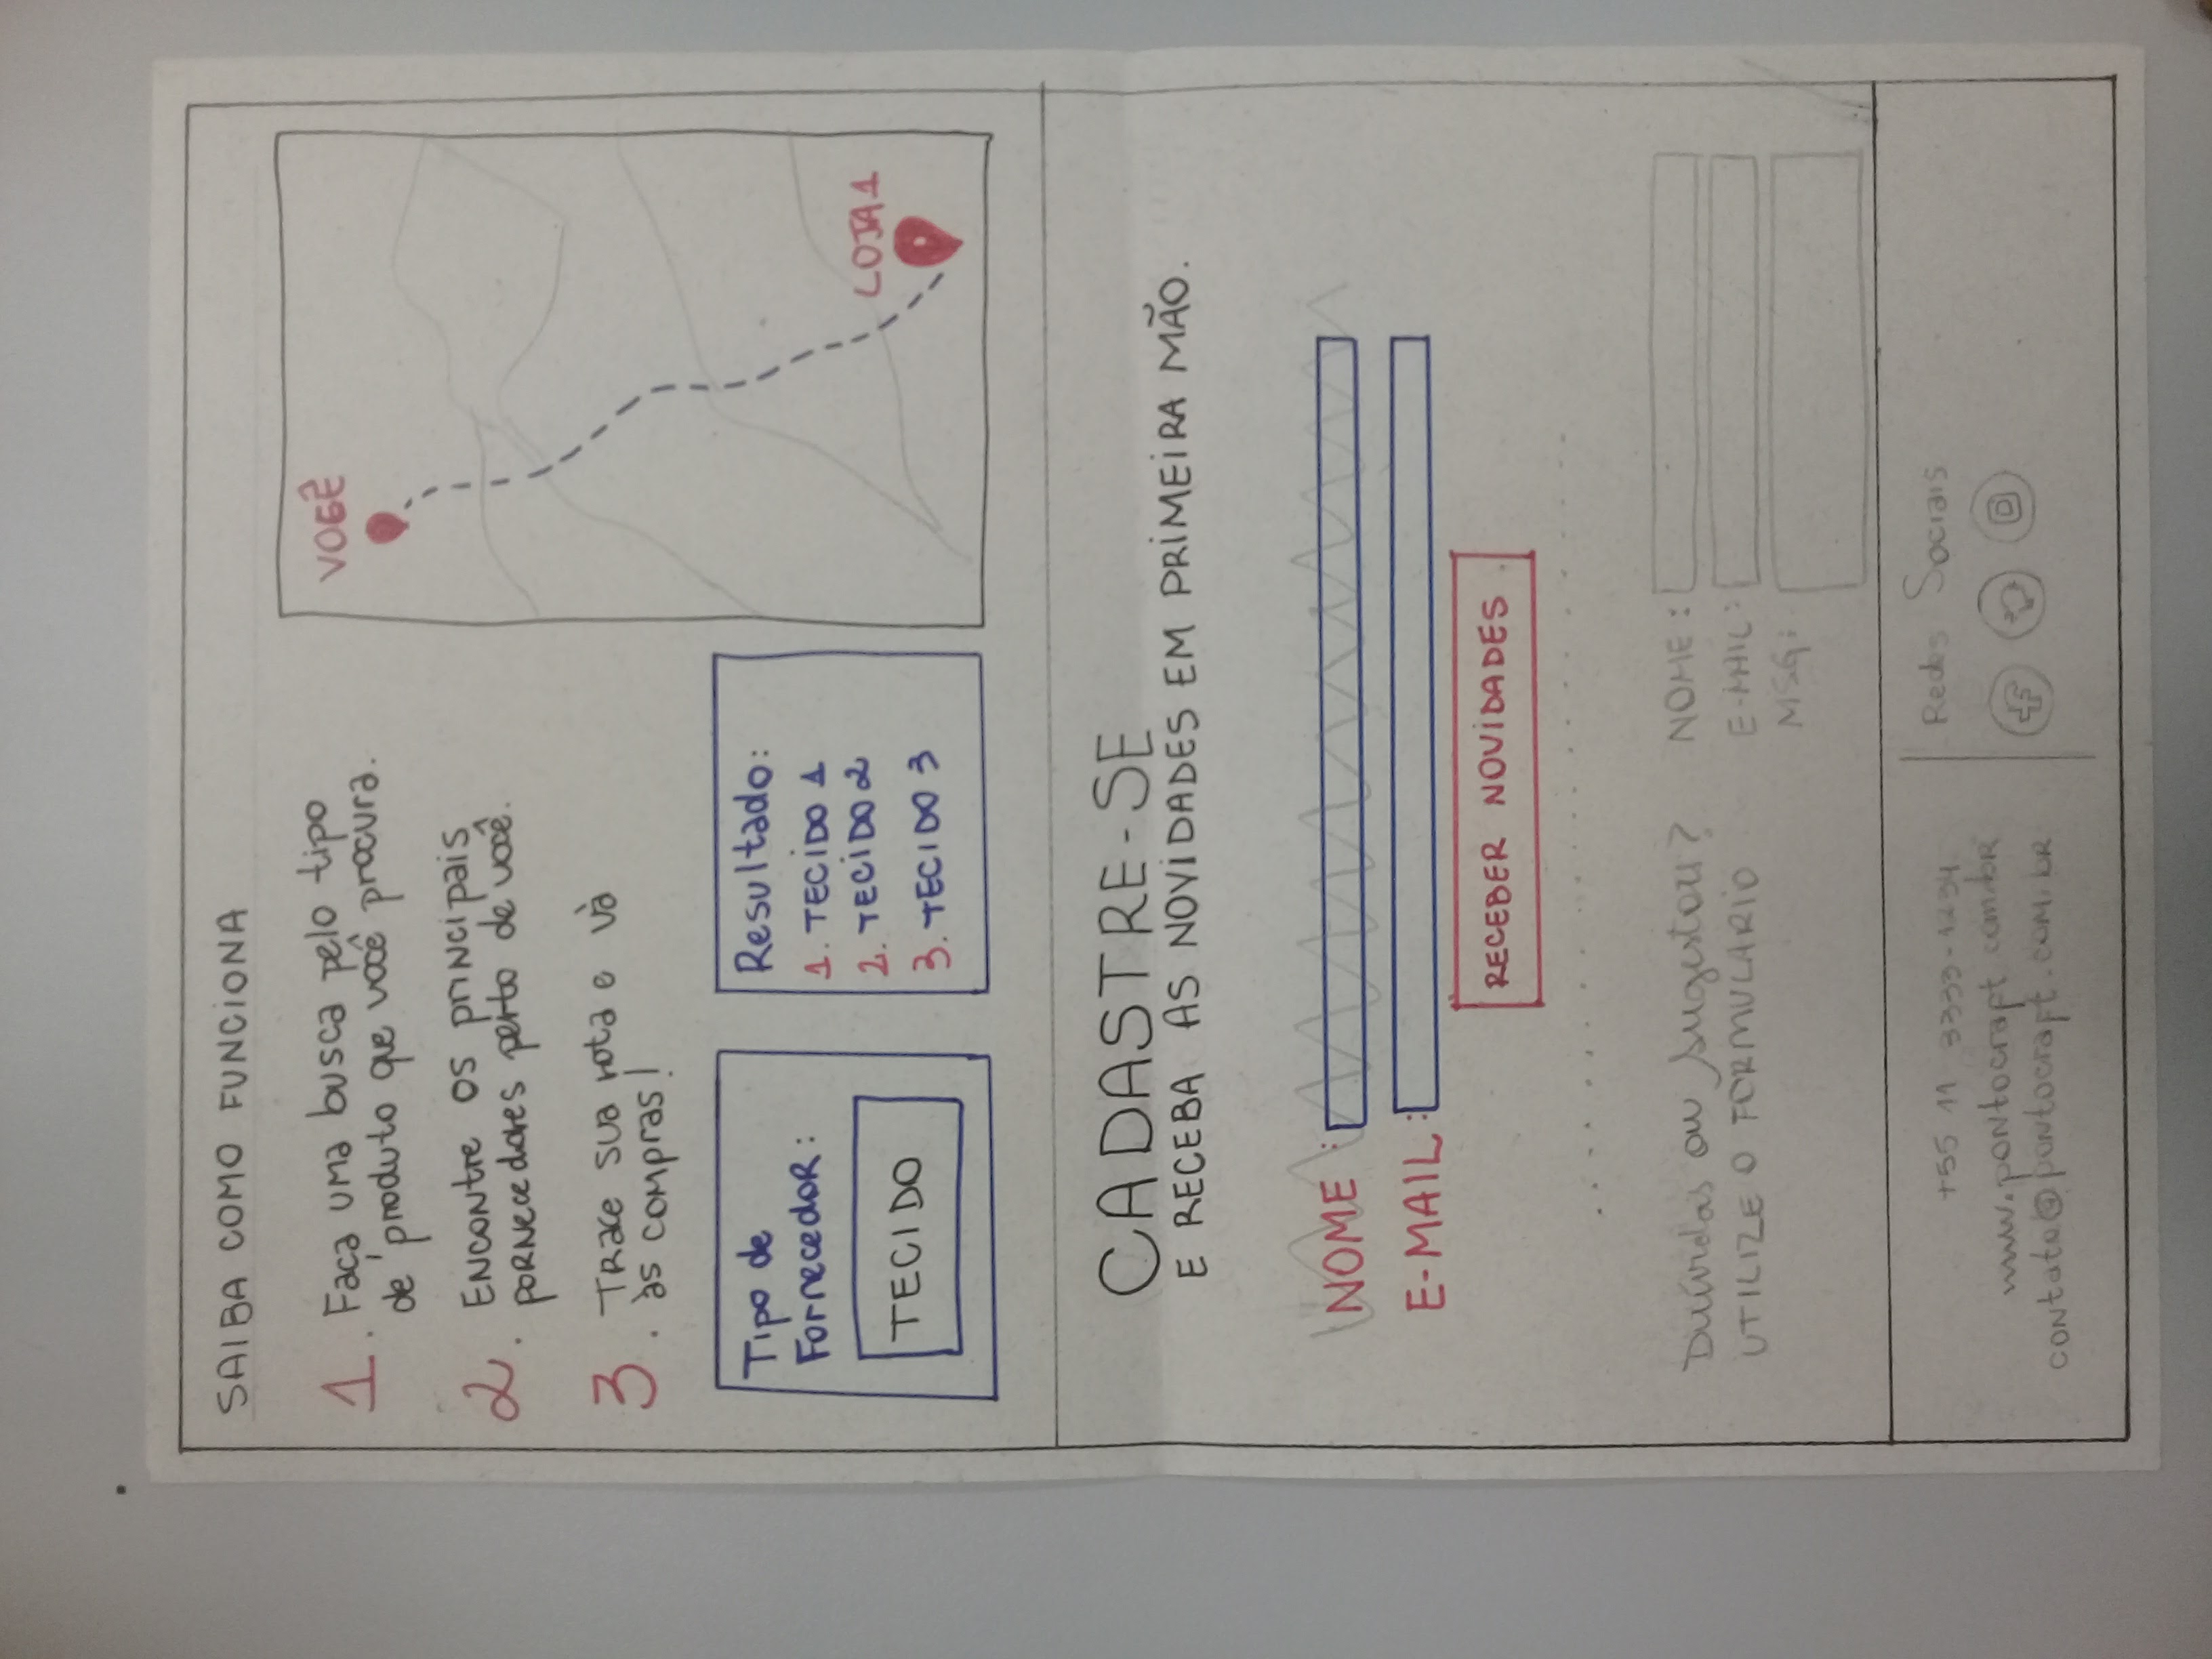 SAIBA COMO FUNCIONA
1. Faça uma busca pelo tipo
de produto que você procura.
2. ENCONTRE OS PRINCIPAIS
FORNECEDORES perto de você.
3. TRACE SUA rota e vá
às compras!
Tipo de
Fornecedor:
TECIDO
Resultado:
1. TECIDO 1
2. TECIDO 2
3. TECIDO 3
VOCÊ
LOJA 1
CADASTRE-SE
E RECEBA AS NOVIDADES EM PRIMEIRA MÃO.
NOME:
E-MAIL:
RECEBER NOVIDADES
Dúvidas ou sugestou?
UTILIZE O FORMULARIO
NOME:
E-MAIL:
MSG:
+55 11 3333-1234
www.pontocraft.com.br
contato@pontocraft.com.br
Redes Sociais